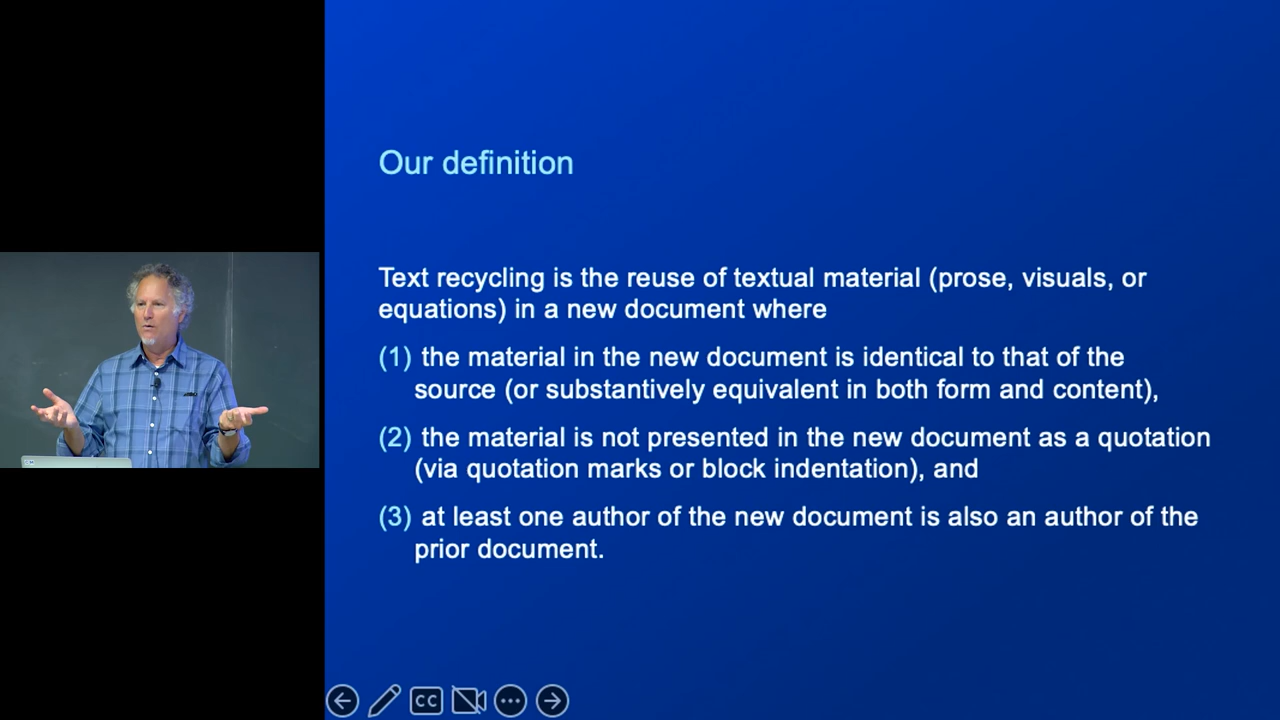 Our definition
Text recycling is the reuse of textual material (prose, visuals, or
equations) in a new document where
(1) the material in the new document is identical to that of the
source (or substantively equivalent in both form and content),
(2) the material is not presented in the new document as a quotation
(via quotation marks or block indentation), and
(3) at least one author of the new document is also an author of the
prior document.
CC